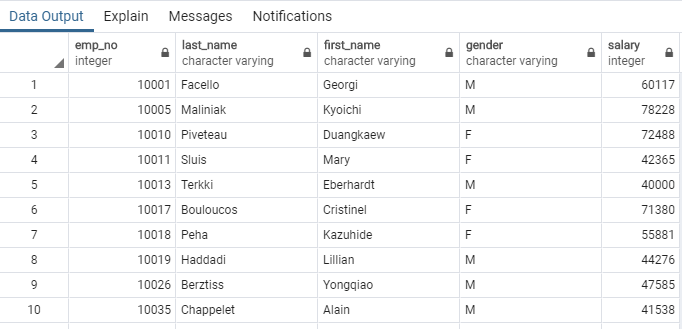 Data Output Explain Messages Notifications
emp_no last_name first_name gender salary
integer character varying character varying character varying integer
1 10001 Facello Georgi M 60117
2 10005 Maliniak Kyoichi M 78228
3 10010 Piveteau Duangkaew F 72488
4 10011 Sluis Mary F 42365
5 10013 Terkki Eberhardt M 40000
6 10017 Bouloucos Cristinel F 71380
7 10018 Peha Kazuhide F 55881
8 10019 Haddadi Lillian M 44276
9 10026 Berztiss Yongqiao M 47585
10 10035 Chappelet Alain M 41538